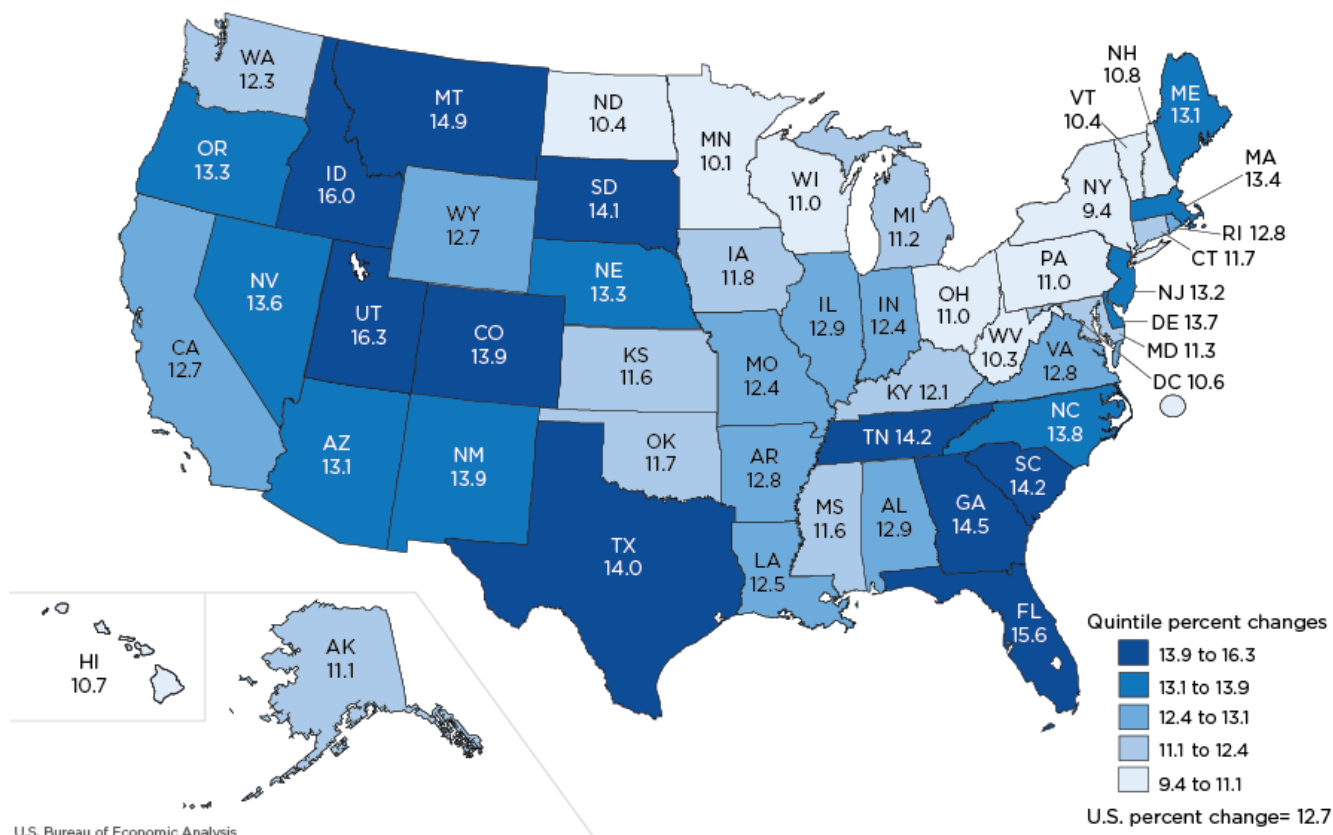 WA
12.3
MT
14.9
ND
10.4
MN
10.1
NH
10.8
VT
10.4
ME
13.1
OR
13.3
ID
16.0
SD
14.1
WI
11.0
MI
11.2
NY
9.4
MA
13.4
WY
12.7
RI 12.8
CT 11.7
NV
13.6
UT
16.3
CO
13.9
NE
13.3
IA
11.8
IL
12.9
IN
12.4
OH
11.0
PA
11.0
NJ 13.2
DE 13.7
MD 11.3
DC 10.6
CA
12.7
KS
11.6
MO
12.4
KY 12.1
WV
10.3
VA
12.8
AZ
13.1
NM
13.9
OK
11.7
AR
12.8
TN 14.2
NC
13.8
SC
14.2
TX
14.0
LA
12.5
MS
11.6
AL
12.9
GA
14.5
FL
15.6
HI
10.7
AK
11.1
Quintile percent changes
13.9 to 16.3
13.1 to 13.9
12.4 to 13.1
11.1 to 12.4
9.4 to 11.1
U.S. percent change= 12.7
U.S. Bureau of Economic Analysis